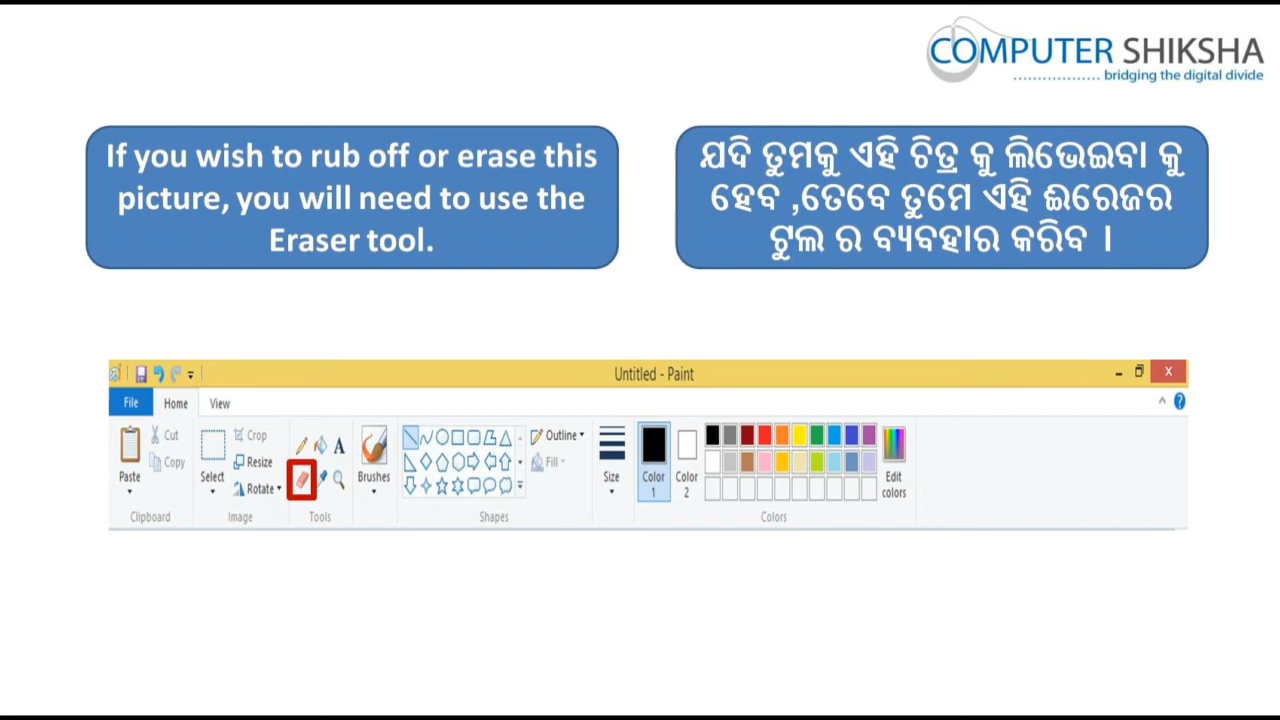 COMPUTER SHIKSHA
bridging the digital divide
If you wish to rub off or erase this
picture, you will need to use the
Eraser tool.
ଯଦି ତୁମକୁ ଏହି ଚିତ୍ର କୁ ଲିଭେଇବା କୁ
ହେବ ,ତେବେ ତୁମେ ଏହି ଈରେଜର
ଟୁଲ ର ବ୍ୟବହାର କରିବ ।
Untitled - Paint
File Home View
Paste
Cut
Copy
Clipboard
Select
Crop
Resize
Rotate
Image
Tools
Brushes
Shapes
Outline
Fill
Size
Color
1
Color
2
Edit
colors
Colors